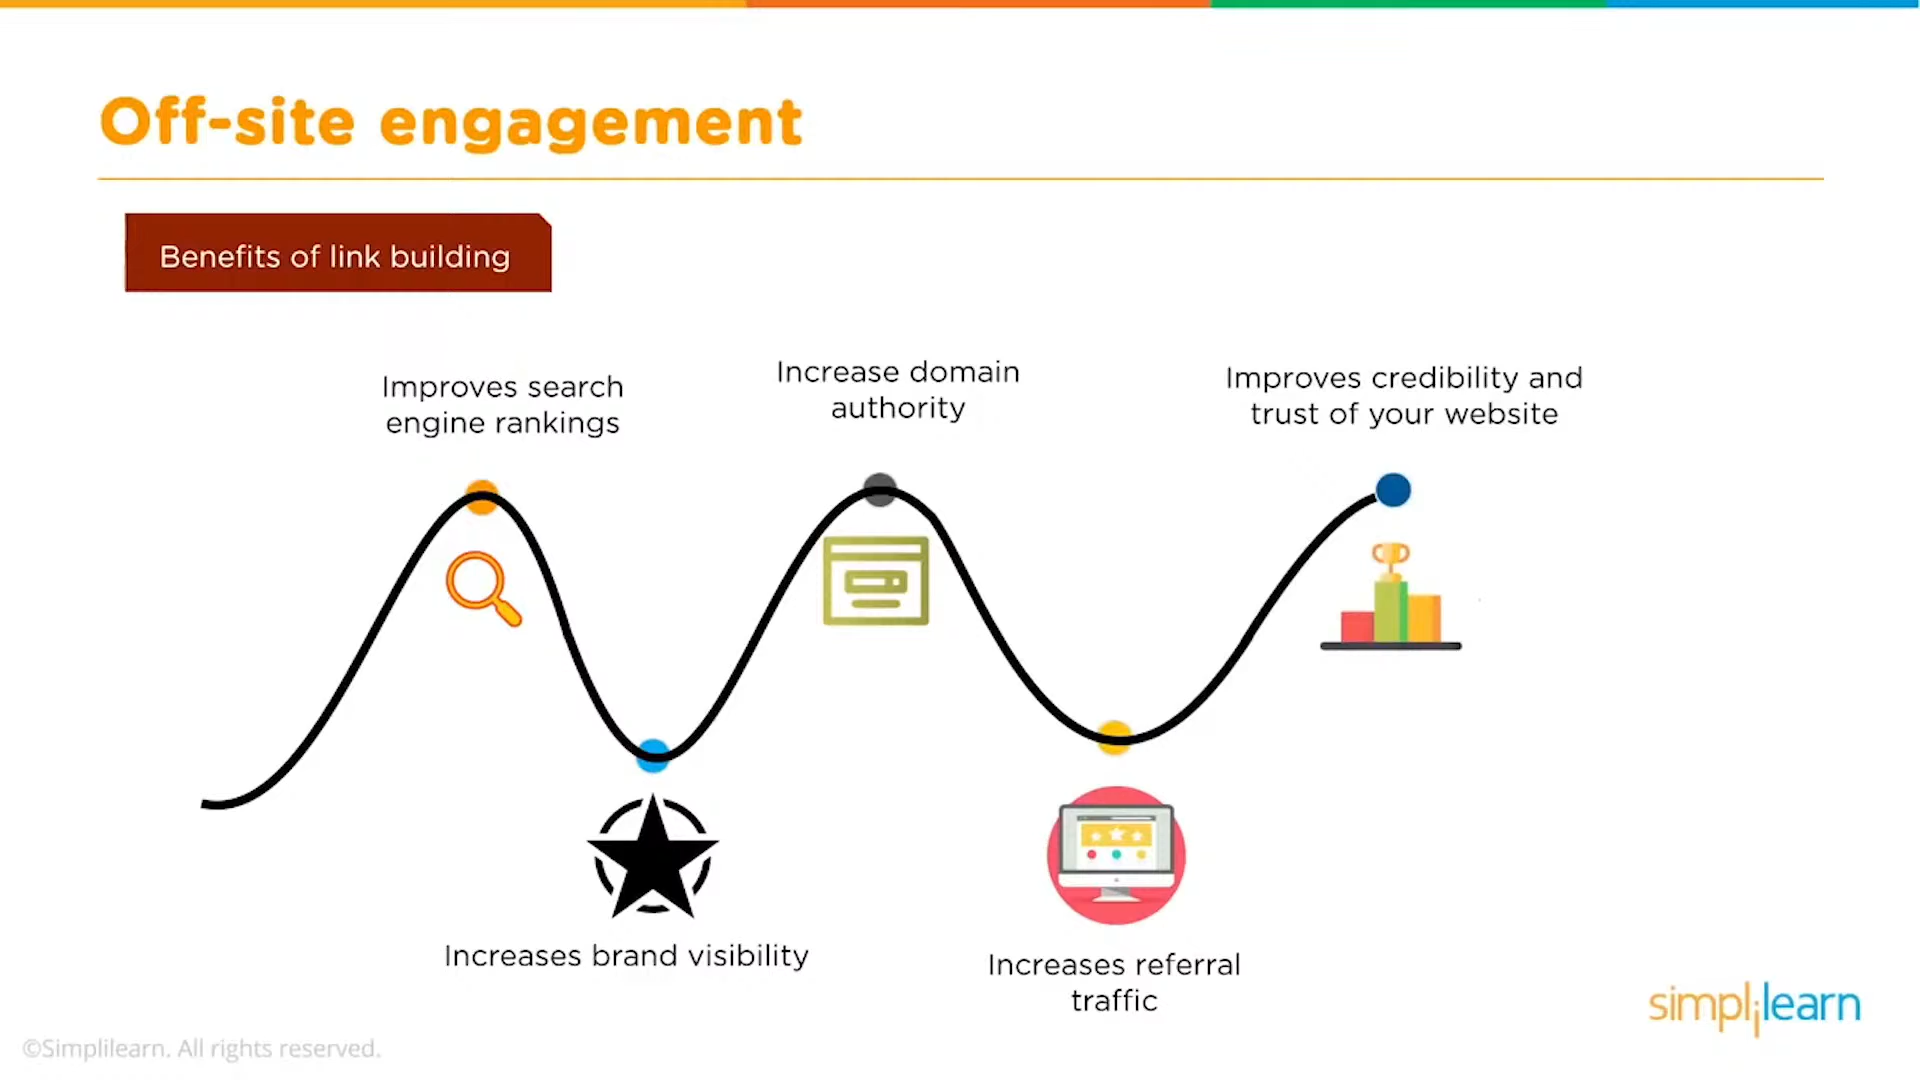 Off-site engagement
Benefits of link building
Improves search
engine rankings
Increase domain
authority
Improves credibility and
trust of your website
Increases brand visibility
Increases referral
traffic
simplilearn
©Simplilearn. All rights reserved.